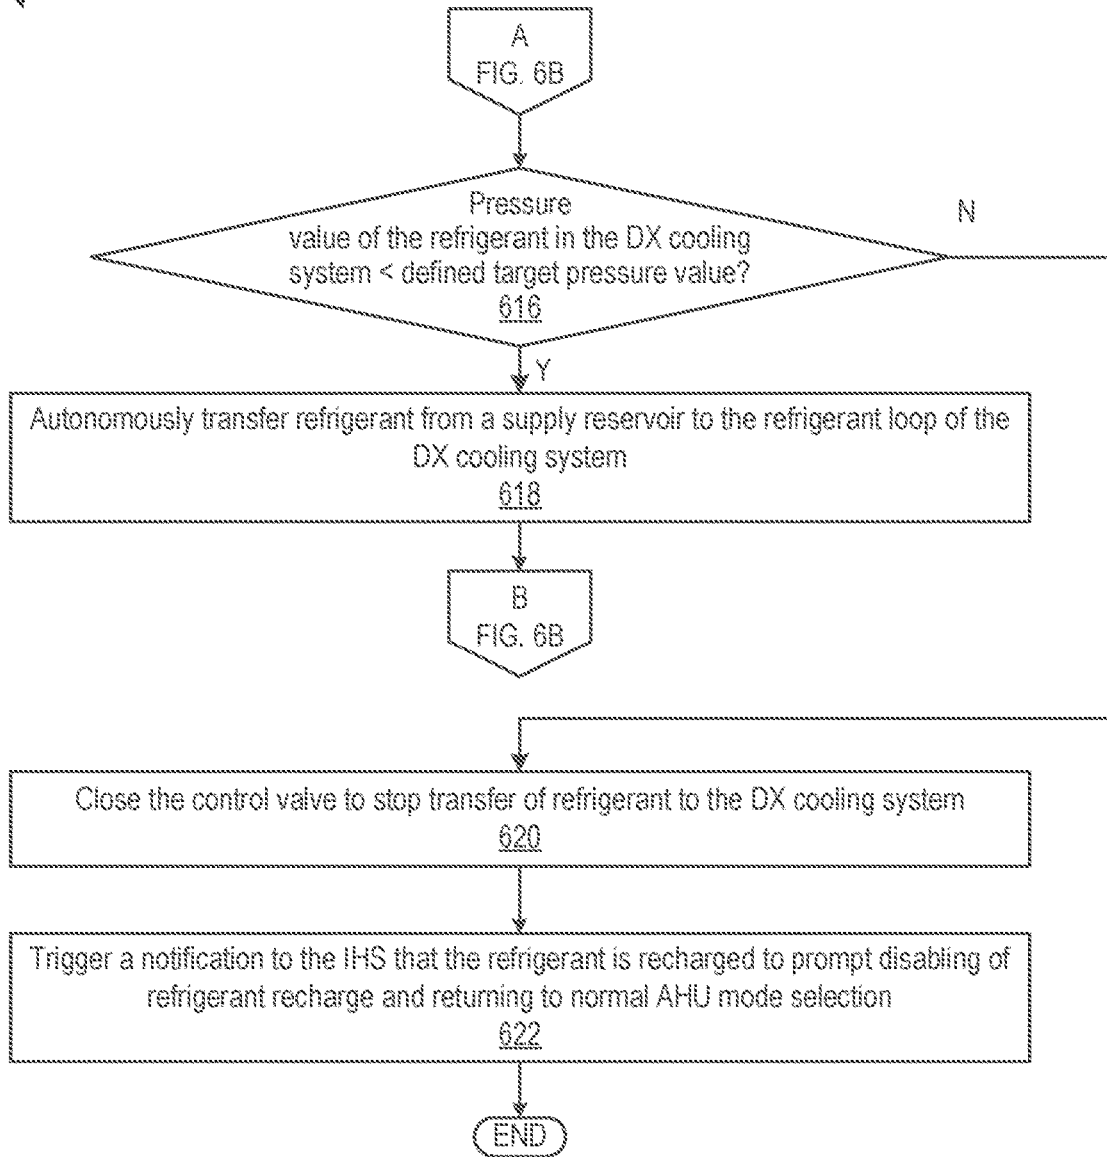 A
FIG. 6B
Pressure
value of the refrigerant in the DX cooling
system < defined target pressure value?
616
N
Y
Autonomously transfer refrigerant from a supply reservoir to the refrigerant loop of the
DX cooling system
618
B
FIG. 6B
Close the control valve to stop transfer of refrigerant to the DX cooling system
620
Trigger a notification to the IHS that the refrigerant is recharged to prompt disabling of
refrigerant recharge and returning to normal AHU mode selection
622
END